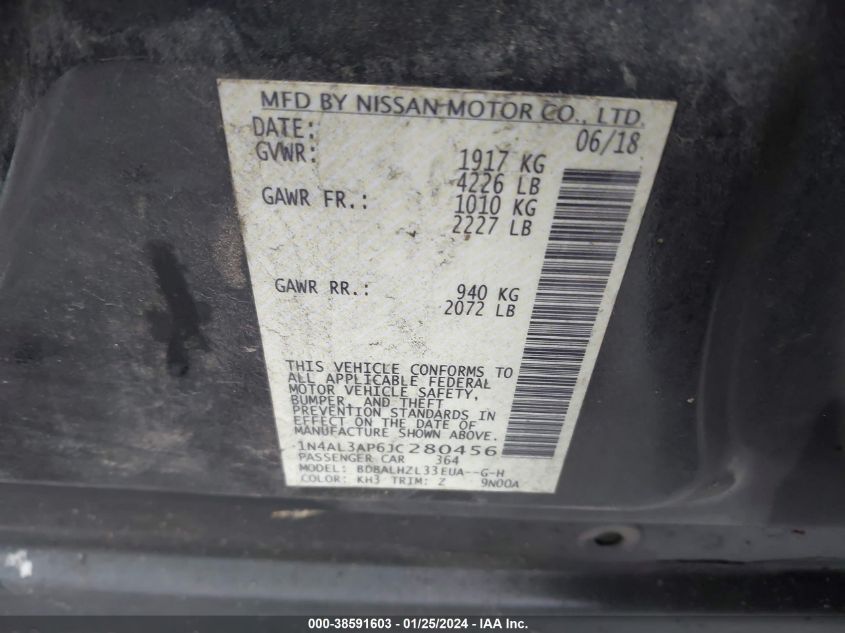 MFD BY NISSAN MOTOR CO., LTD.
DATE: 06/18
GVWR: 1917 KG
4226 LB
GAWR FR.: 1010 KG
2227 LB
GAWR RR.: 940 KG
2072 LB
THIS VEHICLE CONFORMS TO
ALL APPLICABLE FEDERAL
MOTOR VEHICLE SAFETY,
BUMPER, AND THEFT
PREVENTION STANDARDS IN
EFFECT ON THE DATE OF
MANUFACTURE SHOWN ABOVE.
1N4AL3AP6JC280456
PASSENGER CAR 364
MODEL: BDBALHZL33EUA--G-H
COLOR: KH3 TRIM: Z 9N00A
000-38591603 - 01/25/2024 - IAA Inc.